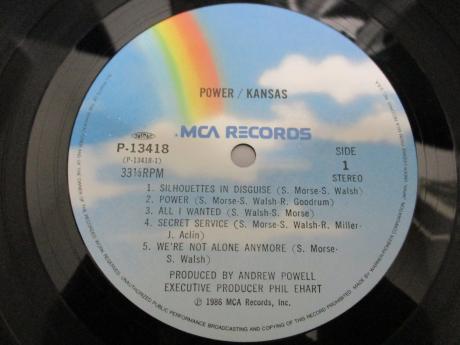 POWER / KANSAS
MCA RECORDS
P-13418
(P-13418-1)
33⅓RPM
SIDE
1
STEREO
1. SILHOUETTES IN DISGUISE (S. Morse-S. Walsh)
2. POWER (S. Morse-S. Walsh-R. Goodrum)
3. ALL I WANTED (S. Walsh-S. Morse)
4. SECRET SERVICE (S. Morse-S. Walsh-R. Miller-
J. Aclin)
5. WE'RE NOT ALONE ANYMORE (S. Morse-
S. Walsh)
PRODUCED BY ANDREW POWELL
EXECUTIVE PRODUCER PHIL EHART
℗ 1986 MCA Records, Inc.